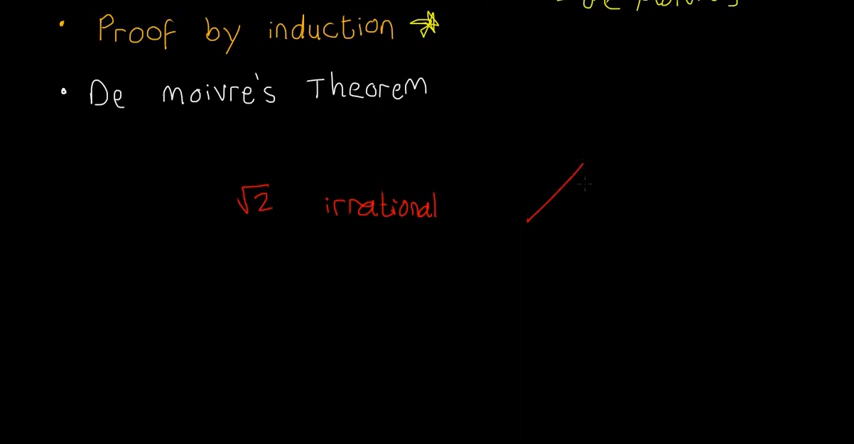 • Proof by induction
• De moivre's Theorem
√2 irrational